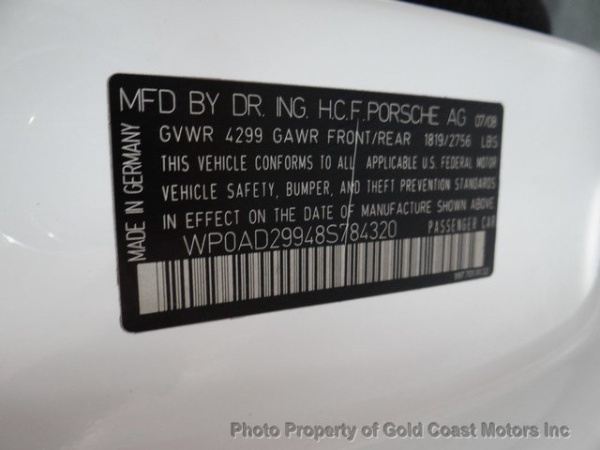 MFD BY DR. ING. H.C.F. PORSCHE AG 07/08
GVWR 4299 GAWR FRONT/REAR 1819/2756 LBS
THIS VEHICLE CONFORMS TO ALL APPLICABLE U.S. FEDERAL MOTOR
VEHICLE SAFETY, BUMPER, AND THEFT PREVENTION STANDARDS
IN EFFECT ON THE DATE OF MANUFACTURE SHOWN ABOVE
WP0AD29948S784320 PASSENGER CAR
MADE IN GERMANY
Photo Property of Gold Coast Motors Inc